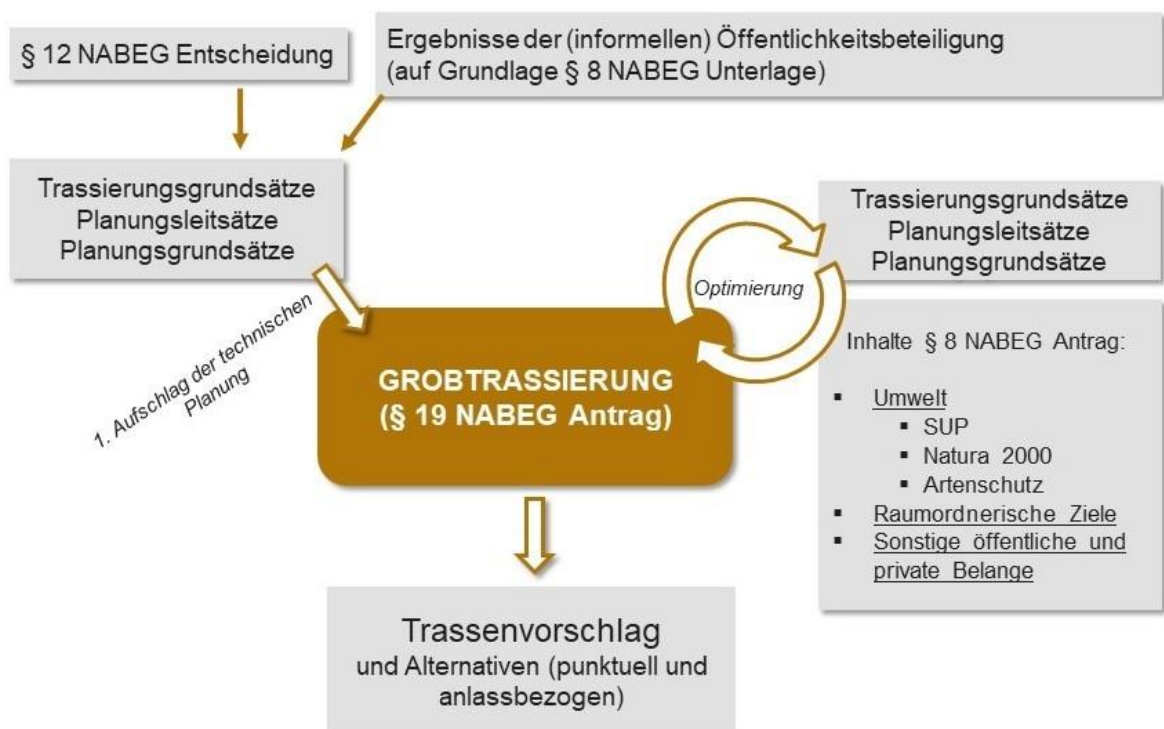 § 12 NABEG Entscheidung
Ergebnisse der (informellen) Öffentlichkeitsbeteiligung
(auf Grundlage § 8 NABEG Unterlage)
Trassierungsgrundsätze
Planungsleitsätze
Planungsgrundsätze
1. Aufschlag der technischen
Planung
GROBTRASSIERUNG
(§ 19 NABEG Antrag)
Optimierung
Trassierungsgrundsätze
Planungsleitsätze
Planungsgrundsätze
Inhalte § 8 NABEG Antrag:
▪ Umwelt
▪ SUP
▪ Natura 2000
▪ Artenschutz
▪ Raumordnerische Ziele
▪ Sonstige öffentliche und
private Belange
Trassenvorschlag
und Alternativen (punktuell und
anlassbezogen)